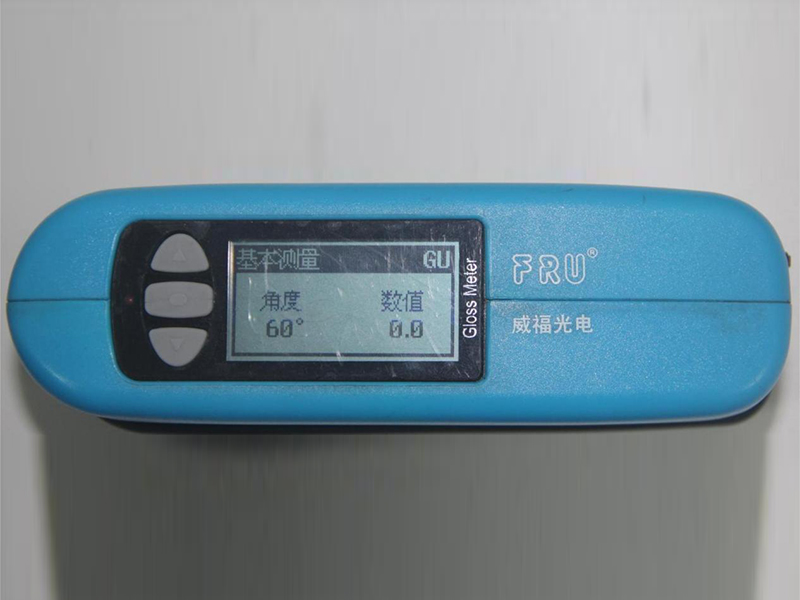 基本测量 GU
角度 数值
60° 0.0
Gloss Meter
FRU®
威福光电